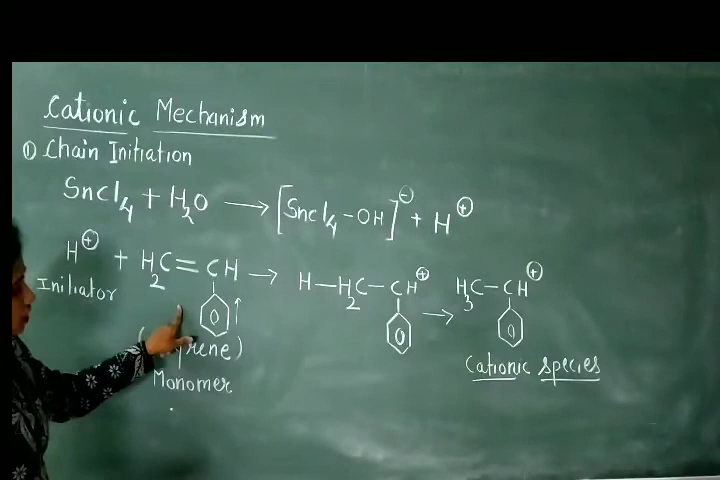 Cationic Mechanism
① Chain Initiation
Sncl4 + H2O → [Sncl4 - OH]⊖ + H⊕
H⊕ + H2C = CH → H — H2C - CH⊕ → H3C - CH⊕
Initiator
Monomer
Cationic species